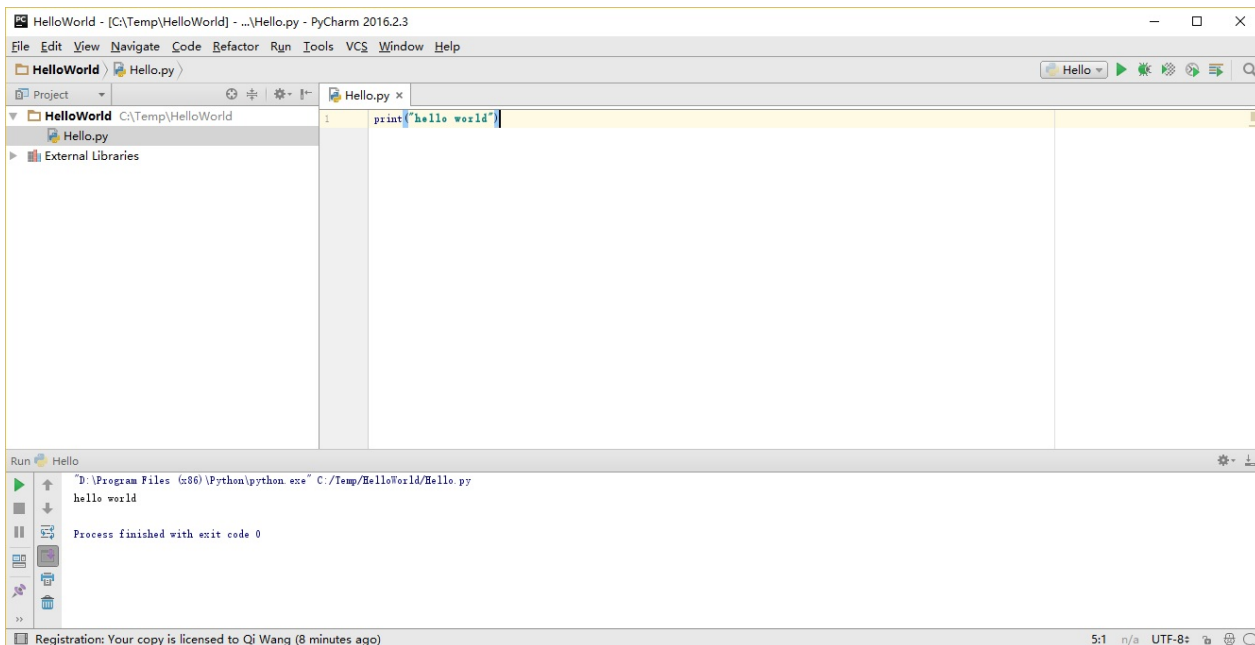 HelloWorld - [C:\Temp\HelloWorld] - ...\Hello.py - PyCharm 2016.2.3
File Edit View Navigate Code Refactor Run Tools VCS Window Help
HelloWorld Hello.py
Hello
Project
Hello.py
HelloWorld C:\Temp\HelloWorld
Hello.py
External Libraries
1 print("hello world")
Run Hello
"D:\Program Files (x86)\Python\python.exe" C:/Temp/HelloWorld/Hello.py
hello world
Process finished with exit code 0
Registration: Your copy is licensed to Qi Wang (8 minutes ago)
5:1 n/a UTF-8